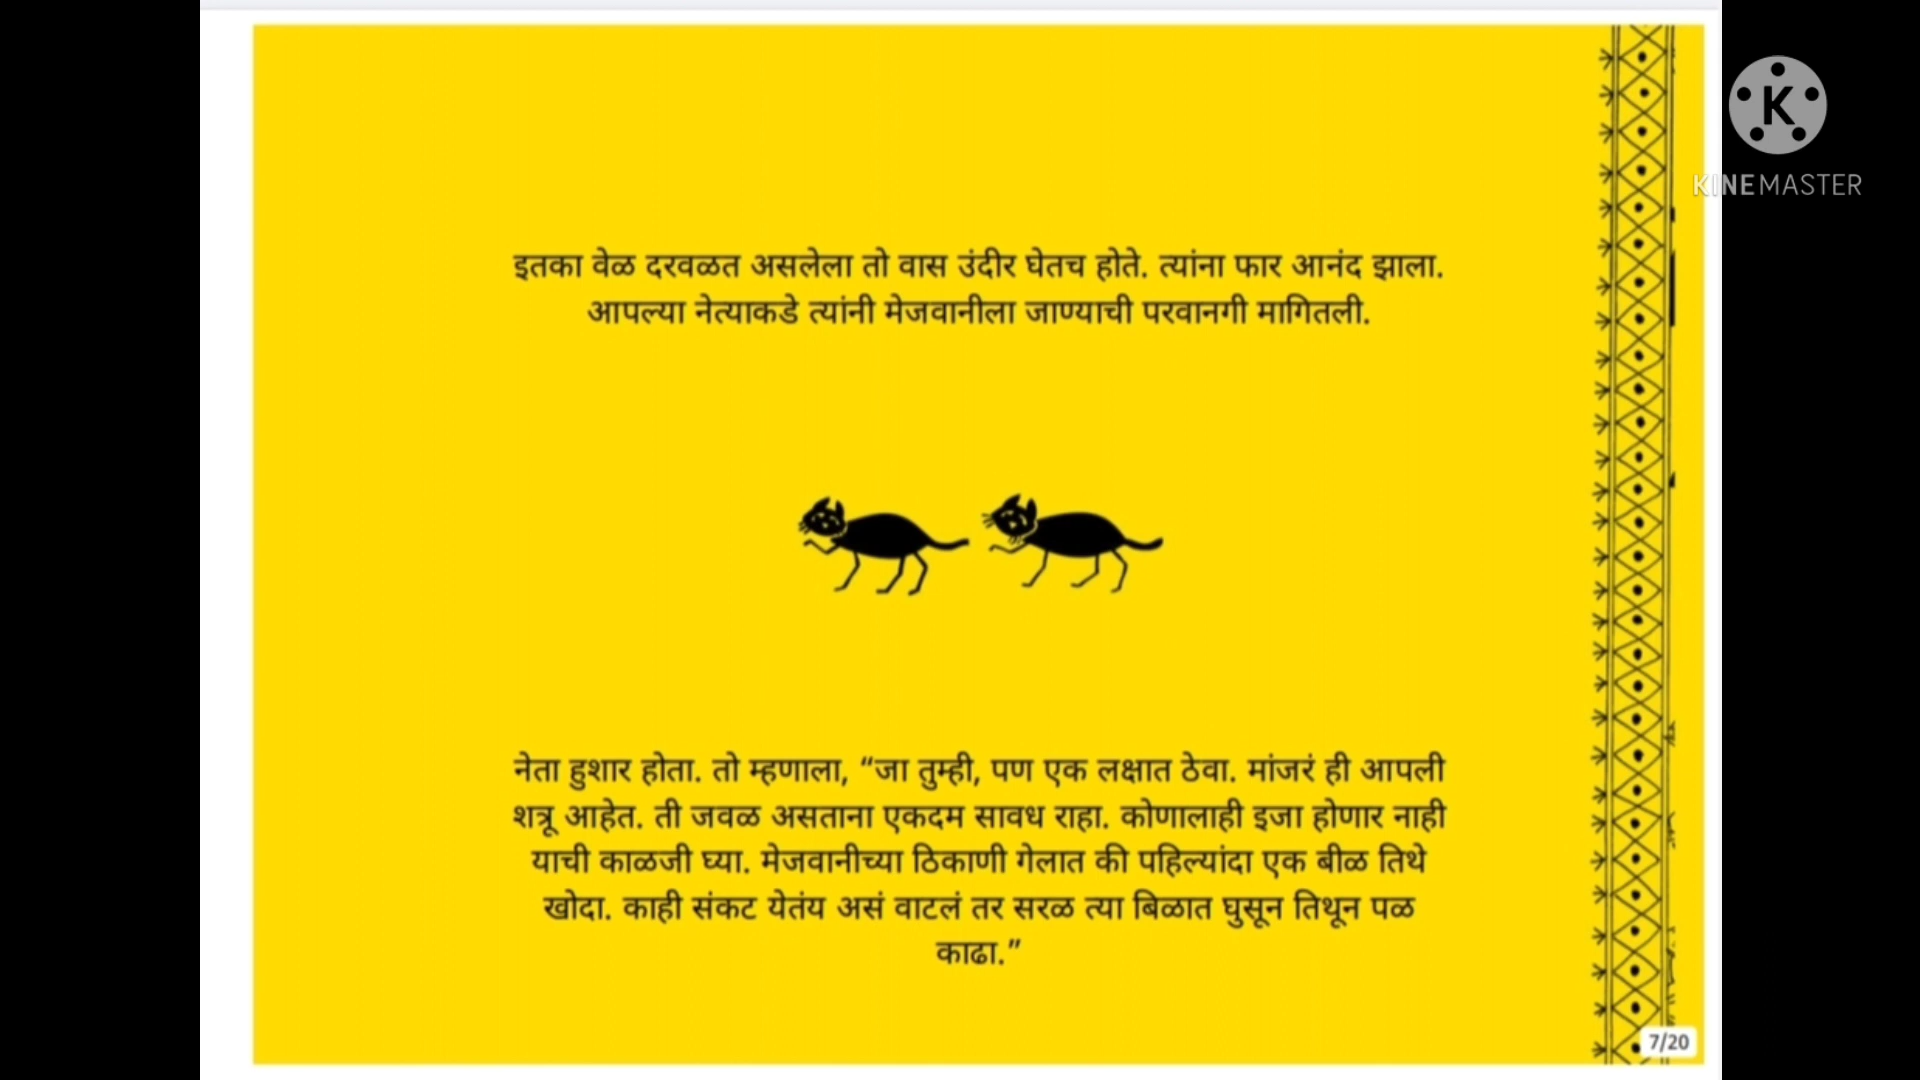 KINEMASTER
इतका वेळ दरवळत असलेला तो वास उंदीर घेतच होते. त्यांना फार आनंद झाला.
आपल्या नेत्याकडे त्यांनी मेजवानीला जाण्याची परवानगी मागितली.
नेता हुशार होता. तो म्हणाला, “जा तुम्ही, पण एक लक्षात ठेवा. मांजरं ही आपली
शत्रू आहेत. ती जवळ असताना एकदम सावध राहा. कोणालाही इजा होणार नाही
याची काळजी घ्या. मेजवानीच्या ठिकाणी गेलात की पहिल्यांदा एक बीळ तिथे
खोदा. काही संकट येतंय असं वाटलं तर सरळ त्या बिळात घुसून तिथून पळ
काढा.”
7/20